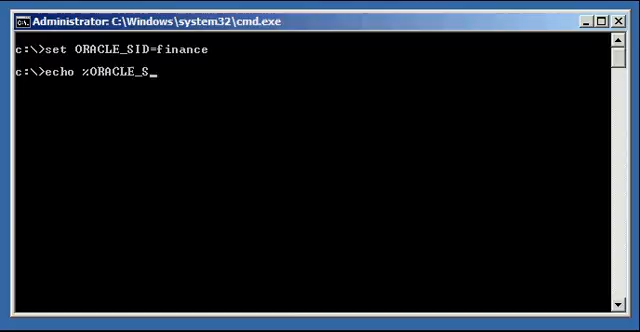 Administrator: C:\Windows\system32\cmd.exe
c:\>set ORACLE_SID=finance
c:\>echo %ORACLE_S_